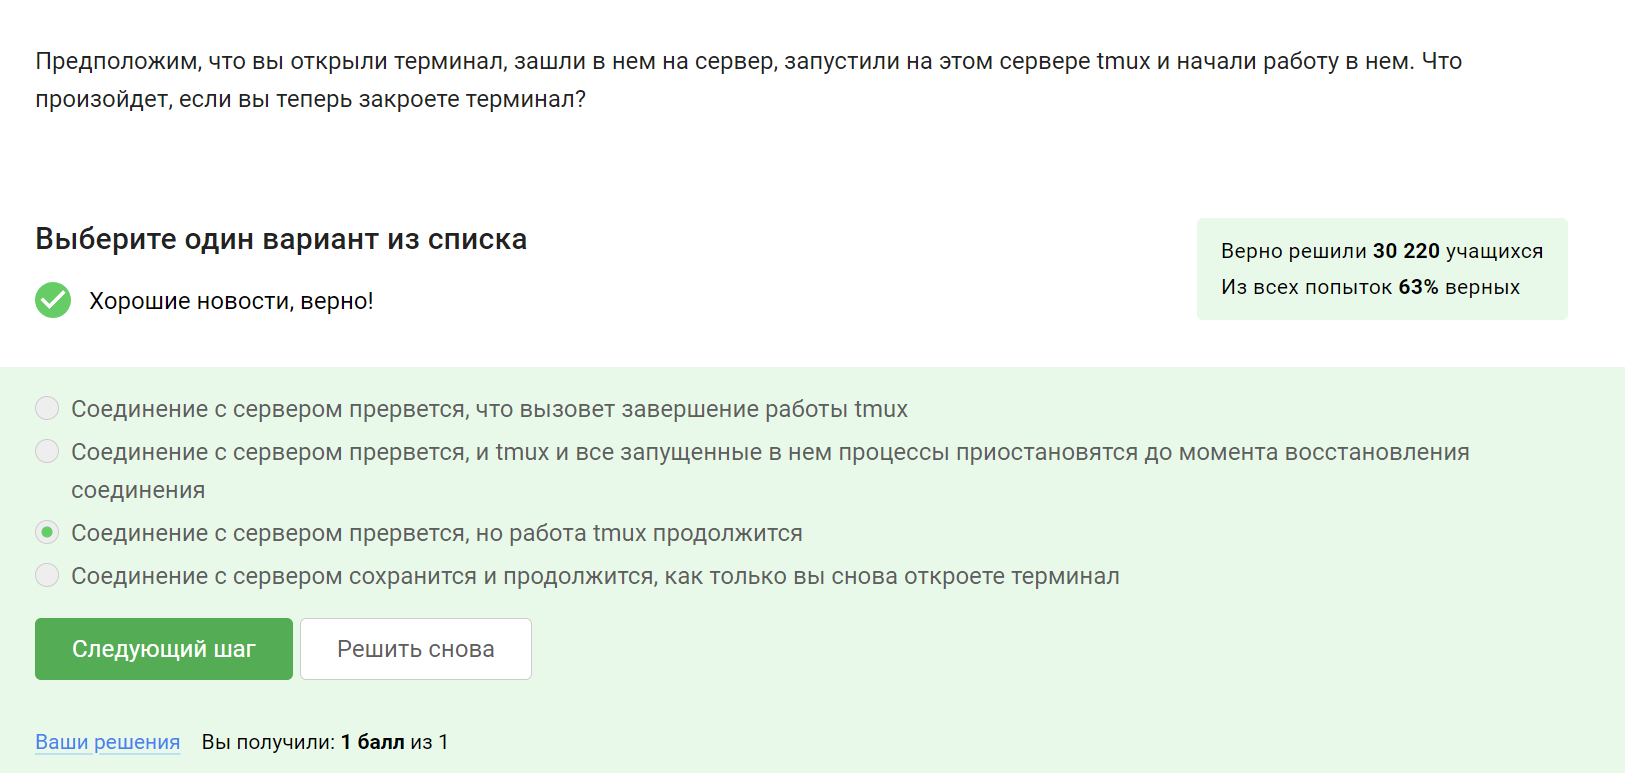 Предположим, что вы открыли терминал, зашли в нем на сервер, запустили на этом сервере tmux и начали работу в нем. Что
произойдет, если вы теперь закроете терминал?
Выберите один вариант из списка
Хорошие новости, верно!
Верно решили 30 220 учащихся
Из всех попыток 63% верных
Соединение с сервером прервется, что вызовет завершение работы tmux
Соединение с сервером прервется, и tmux и все запущенные в нем процессы приостановятся до момента восстановления
соединения
Соединение с сервером прервется, но работа tmux продолжится
Соединение с сервером сохранится и продолжится, как только вы снова откроете терминал
Следующий шаг
Решить снова
Ваши решения Вы получили: 1 балл из 1